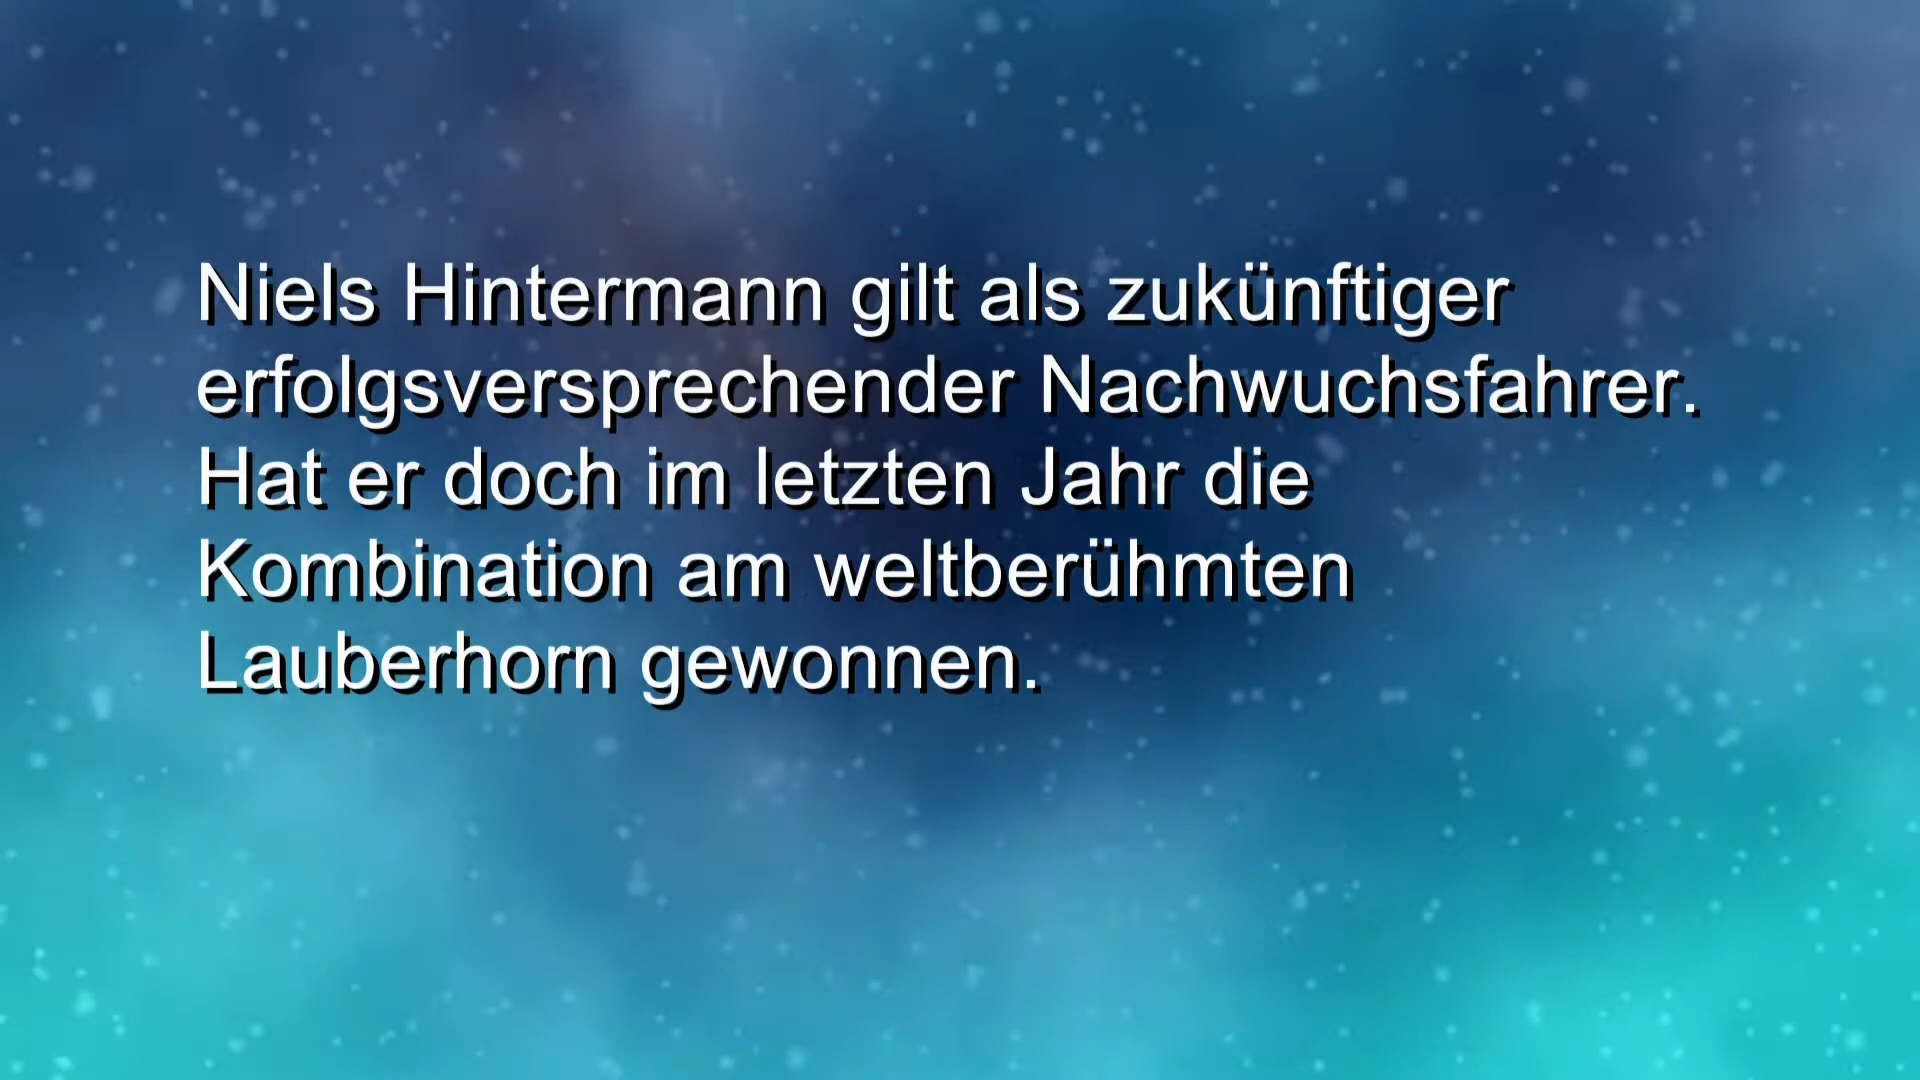 Niels Hintermann gilt als zukünftiger
erfolgsversprechender Nachwuchsfahrer.
Hat er doch im letzten Jahr die
Kombination am weltberühmten
Lauberhorn gewonnen.